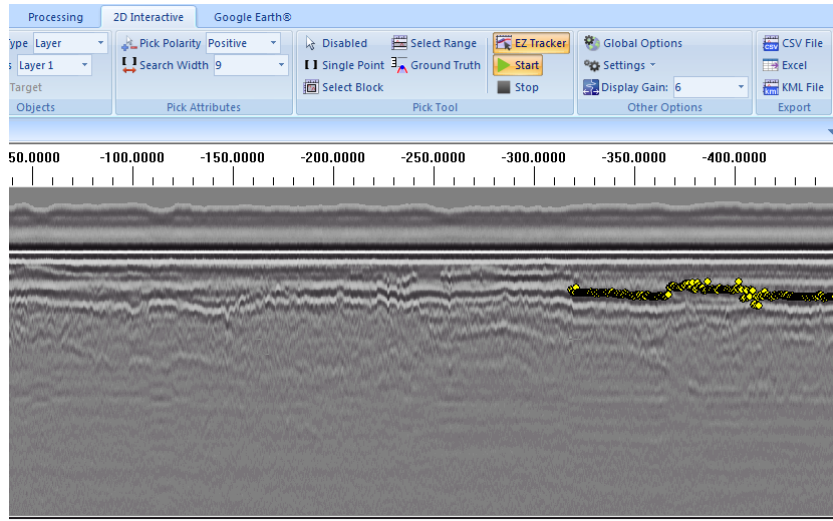 Processing 2D Interactive Google Earth®
Type Layer Pick Polarity Positive Disabled Select Range EZ Tracker Global Options CSV File
s Layer 1 Search Width 9 Single Point Ground Truth Start Settings Excel
Target Select Block Stop Display Gain: 6 KML File
Objects Pick Attributes Pick Tool Other Options Export
50.0000 -100.0000 -150.0000 -200.0000 -250.0000 -300.0000 -350.0000 -400.0000